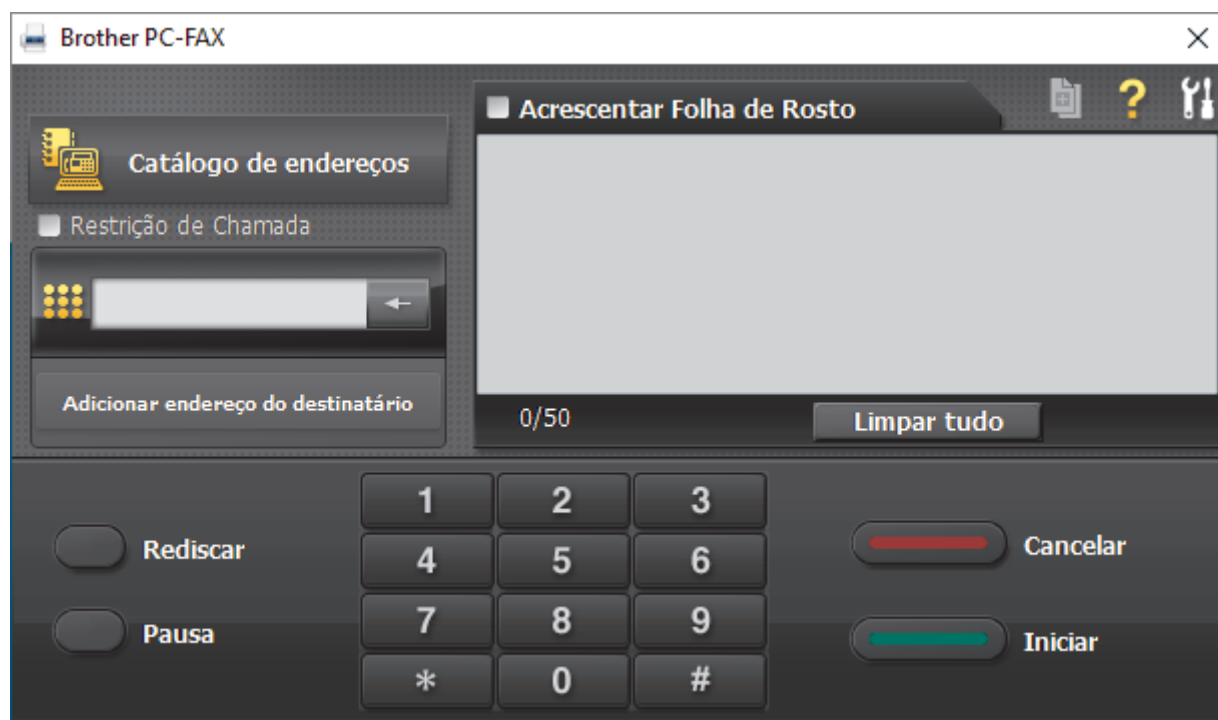 Brother PC-FAX
Acrescentar Folha de Rosto
?
Catálogo de endereços
Restrição de Chamada
Adicionar endereço do destinatário
0/50
Limpar tudo
1 2 3
Rediscar
Cancelar
4 5 6
7 8 9
Pausa
Iniciar
* 0 #